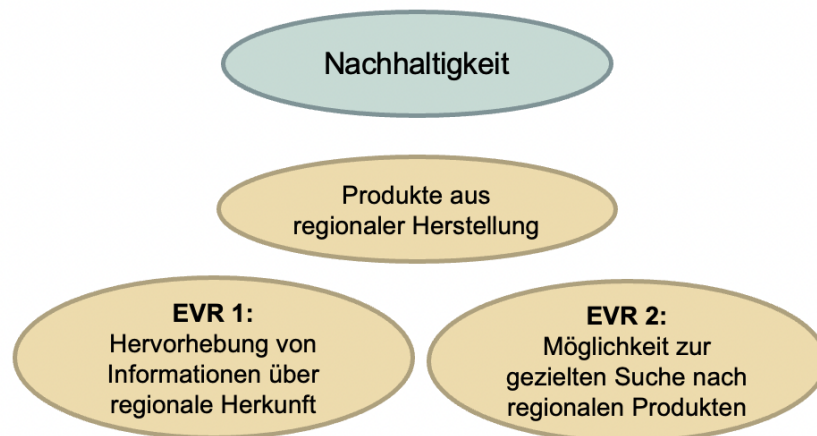 Nachhaltigkeit
Produkte aus
regionaler Herstellung
EVR 1:
Hervorhebung von
Informationen über
regionale Herkunft
EVR 2:
Möglichkeit zur
gezielten Suche nach
regionalen Produkten